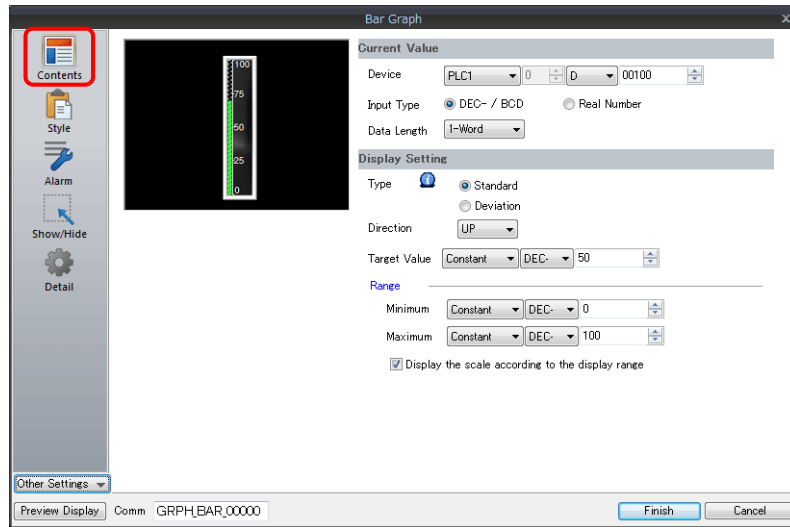 Bar Graph
x
Contents
Style
Alarm
Show/Hide
Detail
Other Settings
100
75
50
25
0
Current Value
Device PLC1 0 D 00100
Input Type DEC- / BCD Real Number
Data Length 1-Word
Display Setting
Type Standard
Deviation
Direction UP
Target Value Constant DEC- 50
Range
Minimum Constant DEC- 0
Maximum Constant DEC- 100
Display the scale according to the display range
Preview Display Comm GRPH_BAR_00000 Finish Cancel